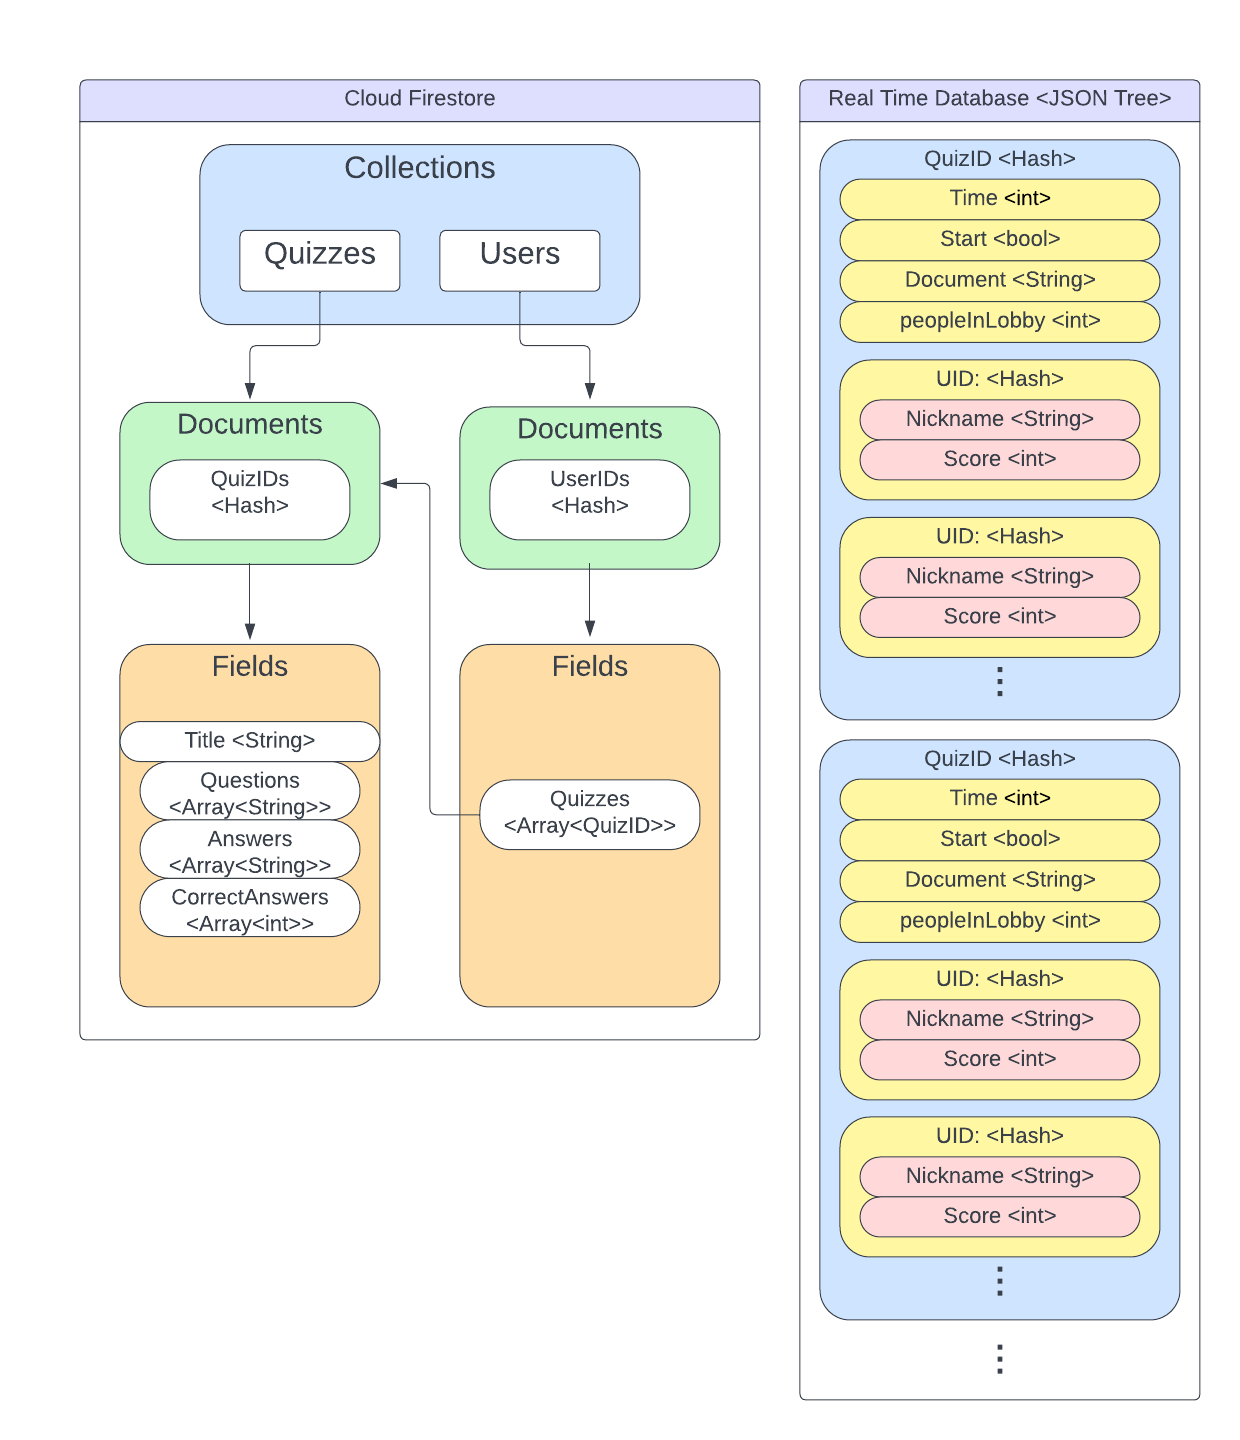 Cloud Firestore
Collections
Quizzes
Users
Documents
QuizIDs
<Hash>
Documents
UserIDs
<Hash>
Fields
Title <String>
Questions
<Array<String>>
Answers
<Array<String>>
CorrectAnswers
<Array<int>>
Fields
Quizzes
<Array<QuizID>>
Real Time Database <JSON Tree>
QuizID <Hash>
Time <int>
Start <bool>
Document <String>
peopleInLobby <int>
UID: <Hash>
Nickname <String>
Score <int>
UID: <Hash>
Nickname <String>
Score <int>
QuizID <Hash>
Time <int>
Start <bool>
Document <String>
peopleInLobby <int>
UID: <Hash>
Nickname <String>
Score <int>
UID: <Hash>
Nickname <String>
Score <int>